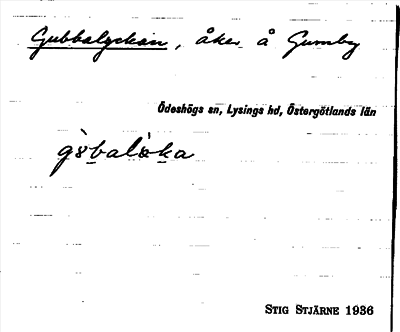 Gubbalyckan, åker å Gumby
Ödeshögs sn, Lysings hd, Östergötlands län
STIG STJÄRNE 1936